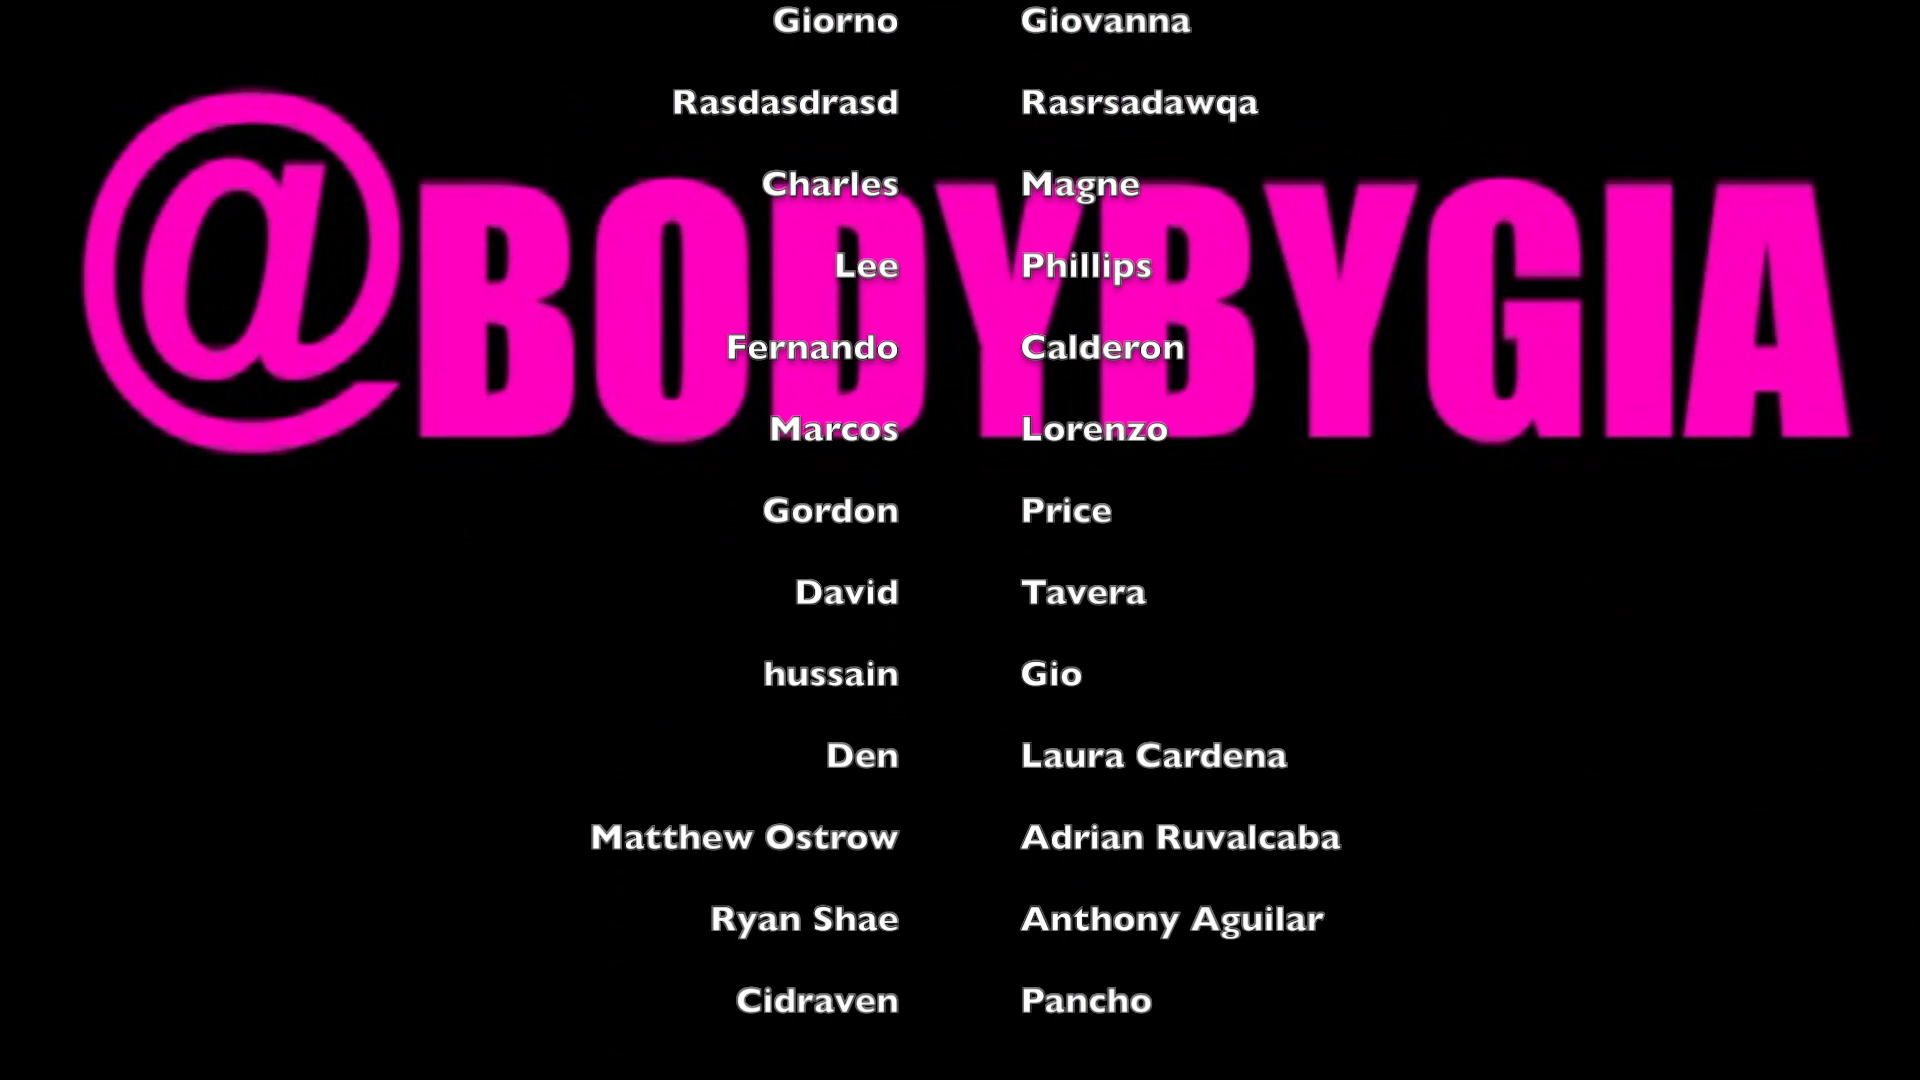 Giorno Giovanna
Rasdasdrasd Rasrsadawqa
@BODYBYGIA
Charles Magne
Lee Phillips
Fernando Calderon
Marcos Lorenzo
Gordon Price
David Tavera
hussain Gio
Den Laura Cardena
Matthew Ostrow Adrian Ruvalcaba
Ryan Shae Anthony Aguilar
Cidraven Pancho